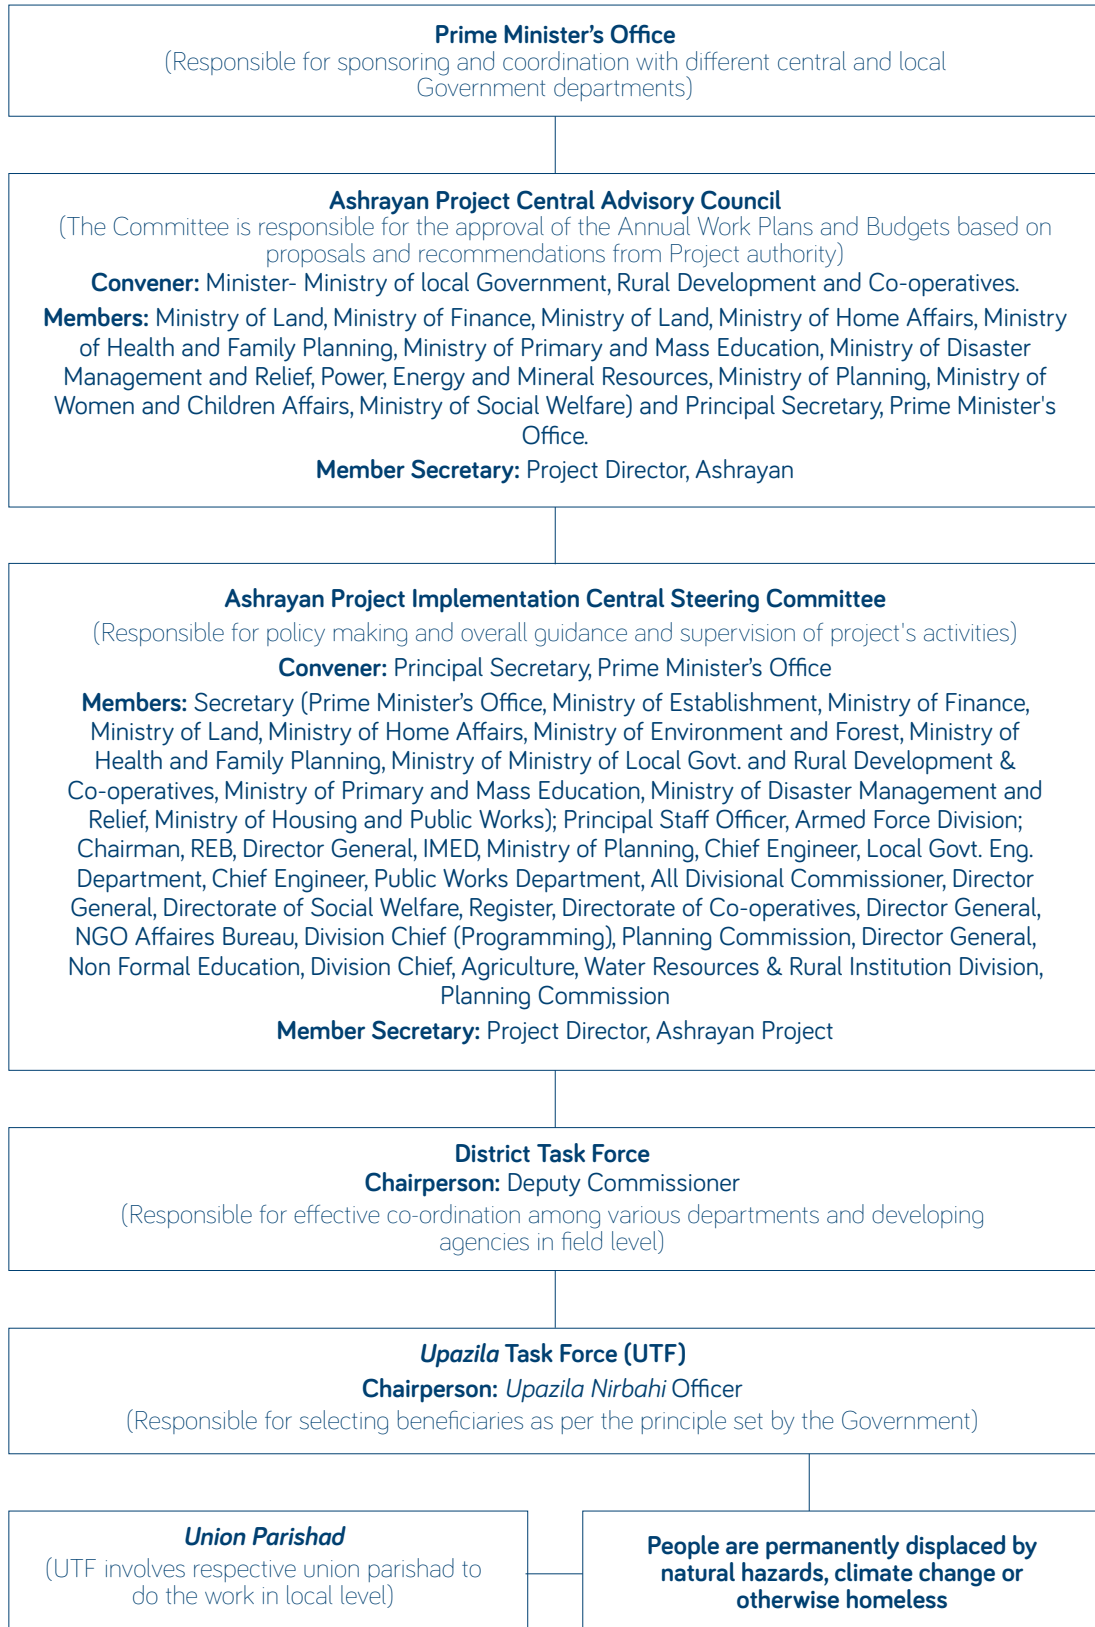 Prime Minister’s Office
(Responsible for sponsoring and coordination with different central and local
Government departments)
Ashrayan Project Central Advisory Council
(The Committee is responsible for the approval of the Annual Work Plans and Budgets based on
proposals and recommendations from Project authority)
Convener: Minister- Ministry of local Government, Rural Development and Co-operatives.
Members: Ministry of Land, Ministry of Finance, Ministry of Land, Ministry of Home Affairs, Ministry
of Health and Family Planning, Ministry of Primary and Mass Education, Ministry of Disaster
Management and Relief, Power, Energy and Mineral Resources, Ministry of Planning, Ministry of
Women and Children Affairs, Ministry of Social Welfare) and Principal Secretary, Prime Minister's
Office.
Member Secretary: Project Director, Ashrayan
Ashrayan Project Implementation Central Steering Committee
(Responsible for policy making and overall guidance and supervision of project's activities)
Convener: Principal Secretary, Prime Minister’s Office
Members: Secretary (Prime Minister’s Office, Ministry of Establishment, Ministry of Finance,
Ministry of Land, Ministry of Home Affairs, Ministry of Environment and Forest, Ministry of
Health and Family Planning, Ministry of Ministry of Local Govt. and Rural Development &
Co-operatives, Ministry of Primary and Mass Education, Ministry of Disaster Management and
Relief, Ministry of Housing and Public Works); Principal Staff Officer, Armed Force Division;
Chairman, REB, Director General, IMED, Ministry of Planning, Chief Engineer, Local Govt. Eng.
Department, Chief Engineer, Public Works Department, All Divisional Commissioner, Director
General, Directorate of Social Welfare, Register, Directorate of Co-operatives, Director General,
NGO Affaires Bureau, Division Chief (Programming), Planning Commission, Director General,
Non Formal Education, Division Chief, Agriculture, Water Resources & Rural Institution Division,
Planning Commission
Member Secretary: Project Director, Ashrayan Project
District Task Force
Chairperson: Deputy Commissioner
(Responsible for effective co-ordination among various departments and developing
agencies in field level)
Upazila Task Force (UTF)
Chairperson: Upazila Nirbahi Officer
(Responsible for selecting beneficiaries as per the principle set by the Government)
Union Parishad
(UTF involves respective union parishad to
do the work in local level)
People are permanently displaced by
natural hazards, climate change or
otherwise homeless